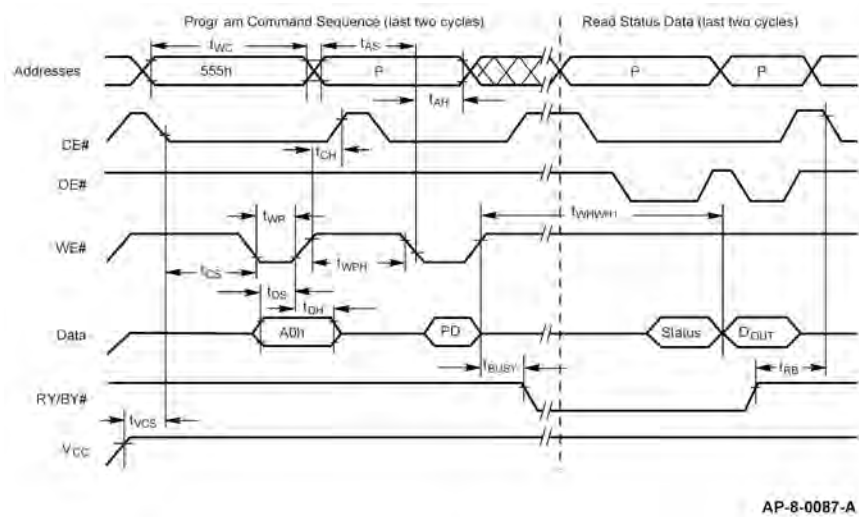 Progr am Command Sequence (last two cycles) Read Status Data (last two cycles)
tWC tAS
Addresses 555h P P P
tAH
CE#
tCH
OE#
tWP tWHWH1
WE#
tCS tWPH
tDS
tDH
Data A0h PD Status DOUT
tBUSY tRB
RY/BY#
tVCS
VCC
AP-8-0087-A